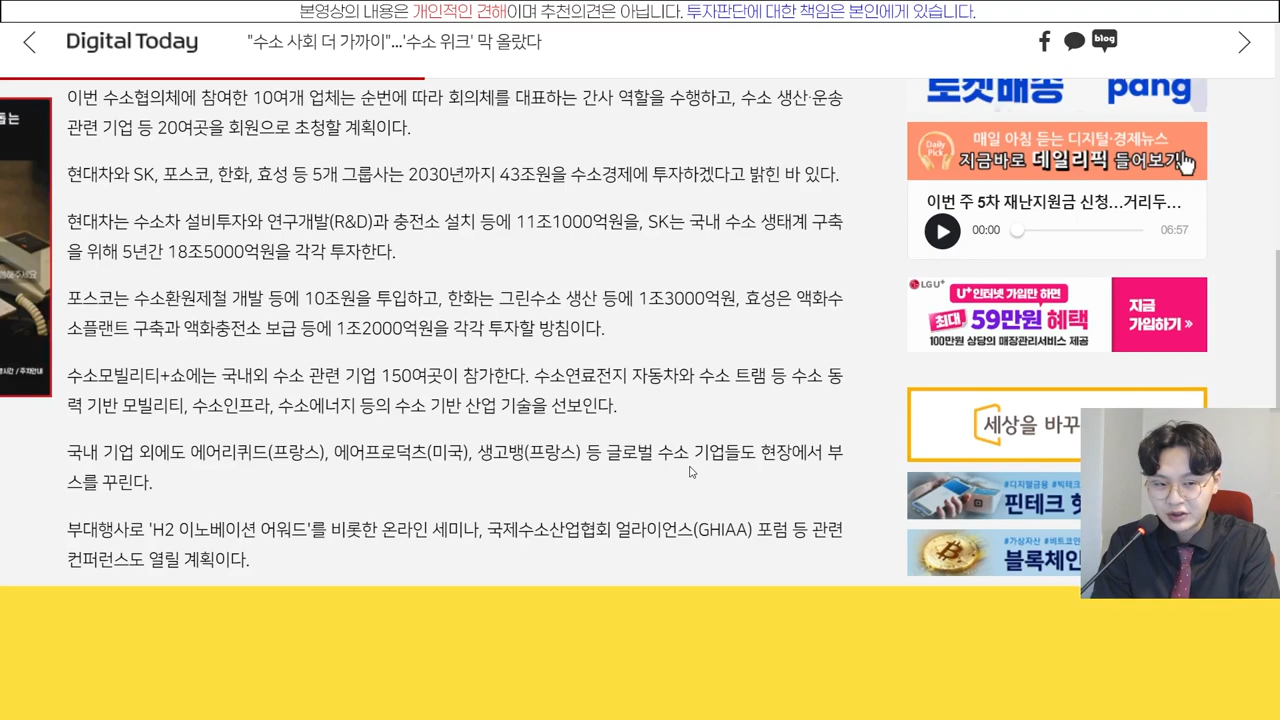 본영상의 내용은 개인적인 견해이며 추천의견은 아닙니다. 투자판단에 대한 책임은 본인에게 있습니다.
Digital Today
"수소 사회 더 가까이"...'수소 위크' 막 올랐다
blog
이번 수소협의체에 참여한 10여개 업체는 순번에 따라 회의체를 대표하는 간사 역할을 수행하고, 수소 생산·운송
관련 기업 등 20여곳을 회원으로 초청할 계획이다.
현대차와 SK, 포스코, 한화, 효성 등 5개 그룹사는 2030년까지 43조원을 수소경제에 투자하겠다고 밝힌 바 있다.
현대차는 수소차 설비투자와 연구개발(R&D)과 충전소 설치 등에 11조1000억원을, SK는 국내 수소 생태계 구축
을 위해 5년간 18조5000억원을 각각 투자한다.
포스코는 수소환원제철 개발 등에 10조원을 투입하고, 한화는 그린수소 생산 등에 1조3000억원, 효성은 액화수
소플랜트 구축과 액화충전소 보급 등에 1조2000억원을 각각 투자할 방침이다.
수소모빌리티+쇼에는 국내외 수소 관련 기업 150여곳이 참가한다. 수소연료전지 자동차와 수소 트램 등 수소 동
력 기반 모빌리티, 수소인프라, 수소에너지 등의 수소 기반 산업 기술을 선보인다.
국내 기업 외에도 에어리퀴드(프랑스), 에어프로덕츠(미국), 생고뱅(프랑스) 등 글로벌 수소 기업들도 현장에서 부
스를 꾸린다.
부대행사로 'H2 이노베이션 어워드'를 비롯한 온라인 세미나, 국제수소산업협회 얼라이언스(GHIAA) 포럼 등 관련
컨퍼런스도 열릴 계획이다.
로켓배송 pang
Daily Pick
매일 아침 듣는 디지털·경제뉴스
지금바로 데일리픽 들어보기
이번 주 5차 재난지원금 신청...거리두...
00:00 06:57
LG U+
U+인터넷 가입만 하면
최대 59만원 혜택
100만원 상당의 매장관리서비스 제공
지금
가입하기 »
세상을 바꾸
#디지털금융 #빅테크
핀테크 핫
#가상자산 #비트코인
블록체인